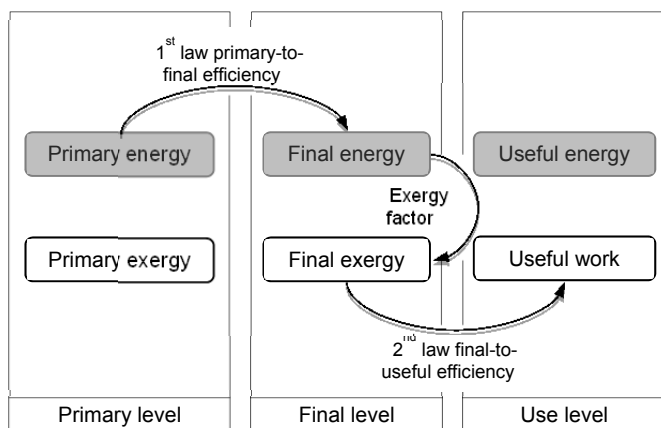 1st law primary-to-
final efficiency
Primary energy
Final energy
Useful energy
Exergy
factor
Primary exergy
Final exergy
Useful work
2nd law final-to-
useful efficiency
Primary level
Final level
Use level